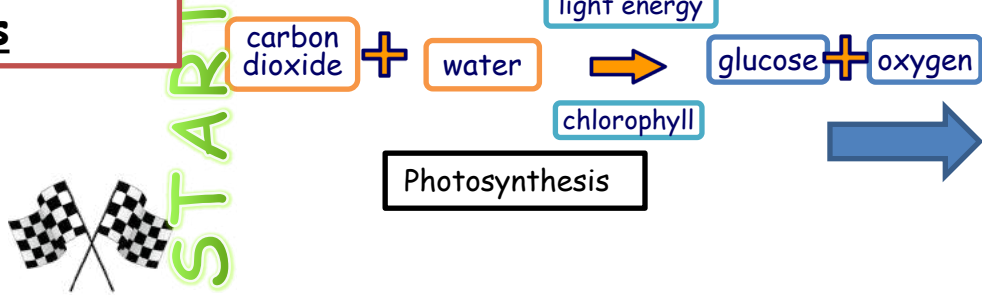 s
START
light energy
carbon
dioxide + water glucose + oxygen
chlorophyll
Photosynthesis